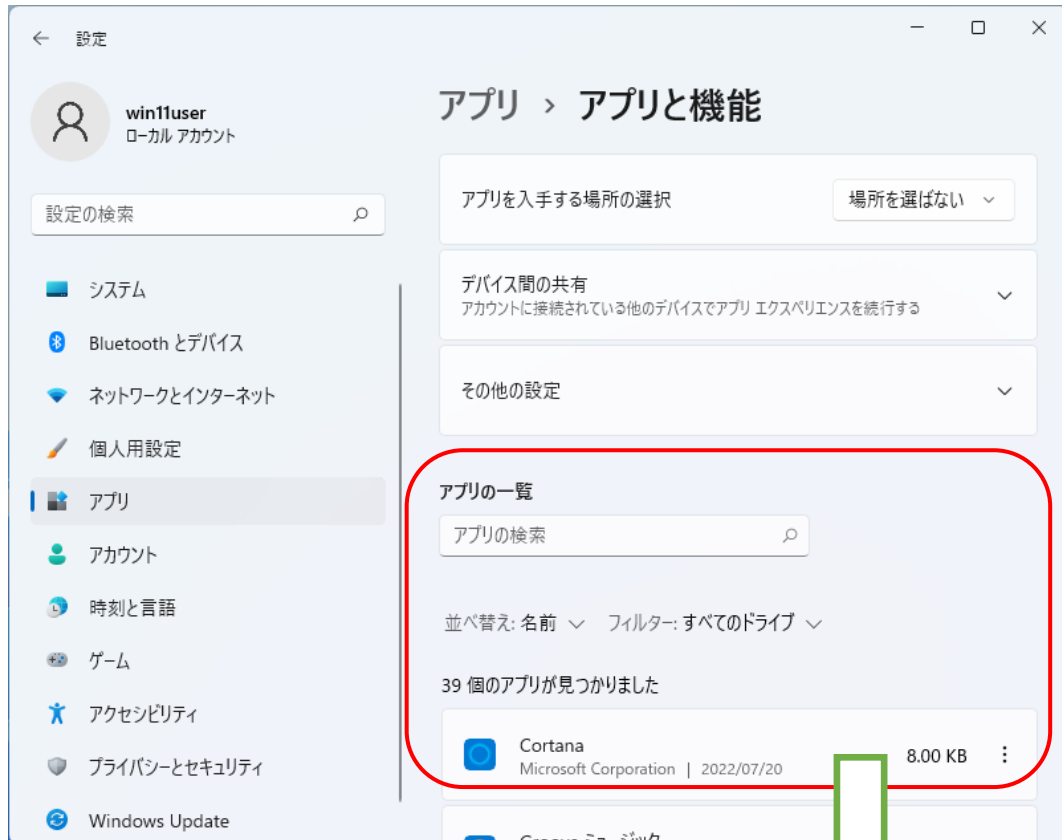 設定
win11user
ローカル アカウント
設定の検索
システム
Bluetooth とデバイス
ネットワークとインターネット
個人用設定
アプリ
アカウント
時刻と言語
ゲーム
アクセシビリティ
プライバシーとセキュリティ
Windows Update
アプリ › アプリと機能
アプリを入手する場所の選択 場所を選ばない
デバイス間の共有
アカウントに接続されている他のデバイスでアプリ エクスペリエンスを続行する
その他の設定
アプリの一覧
アプリの検索
並べ替え: 名前 フィルター: すべてのドライブ
39 個のアプリが見つかりました
Cortana
Microsoft Corporation | 2022/07/20 8.00 KB